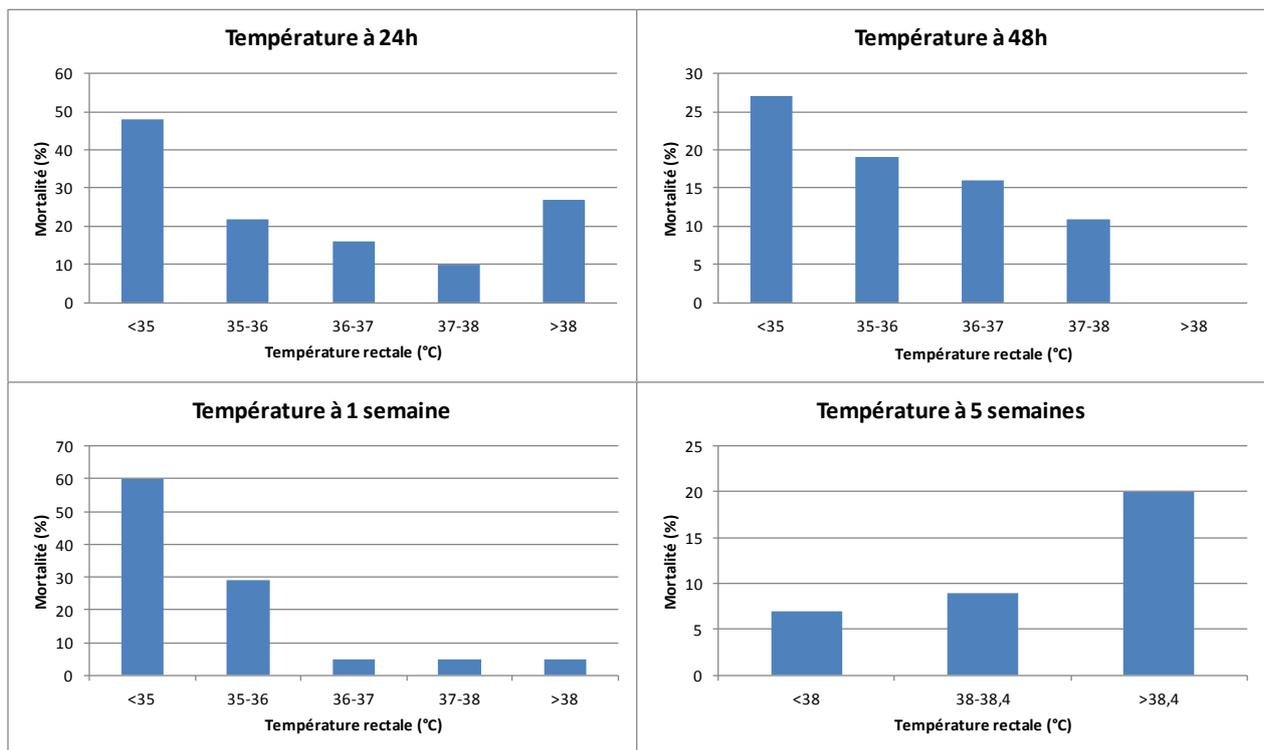 Température à 24h
Mortalité (%)
60
50
40
30
20
10
0
<35 35-36 36-37 37-38 >38
Température rectale (°C)
Température à 48h
Mortalité (%)
30
25
20
15
10
5
0
<35 35-36 36-37 37-38 >38
Température rectale (°C)
Température à 1 semaine
Mortalité (%)
70
60
50
40
30
20
10
0
<35 35-36 36-37 37-38 >38
Température rectale (°C)
Température à 5 semaines
Mortalité (%)
25
20
15
10
5
0
<38 38-38,4 >38,4
Température rectale (°C)